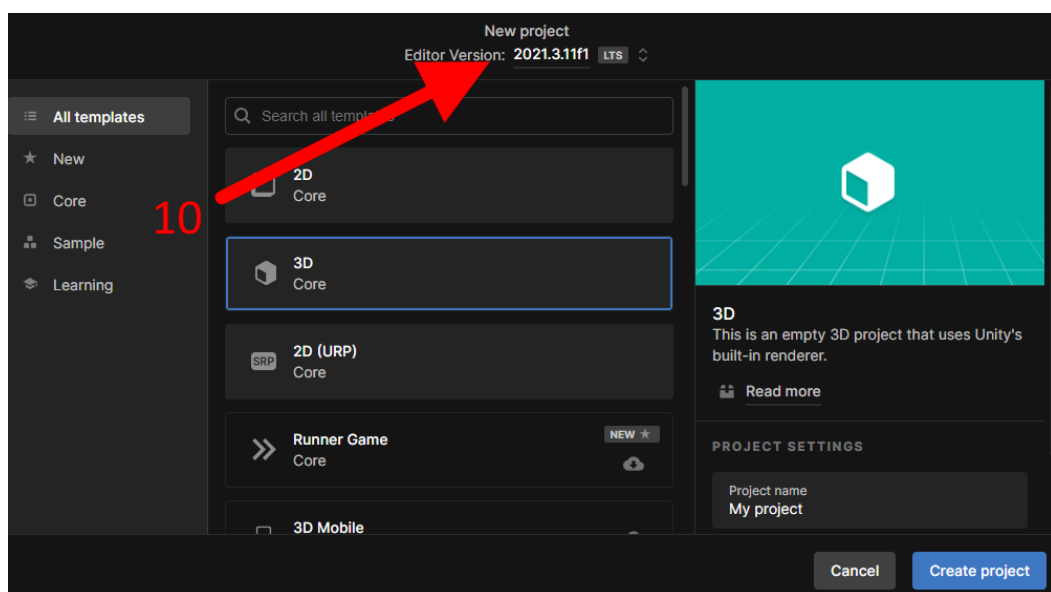 New project
Editor Version: 2021.3.11f1 LTS
All templates
New
Core
Sample
Learning
10
Search all templates
2D
Core
3D
Core
SRP
2D (URP)
Core
Runner Game
Core
NEW
3D Mobile
3D
This is an empty 3D project that uses Unity's
built-in renderer.
Read more
PROJECT SETTINGS
Project name
My project
Cancel
Create project